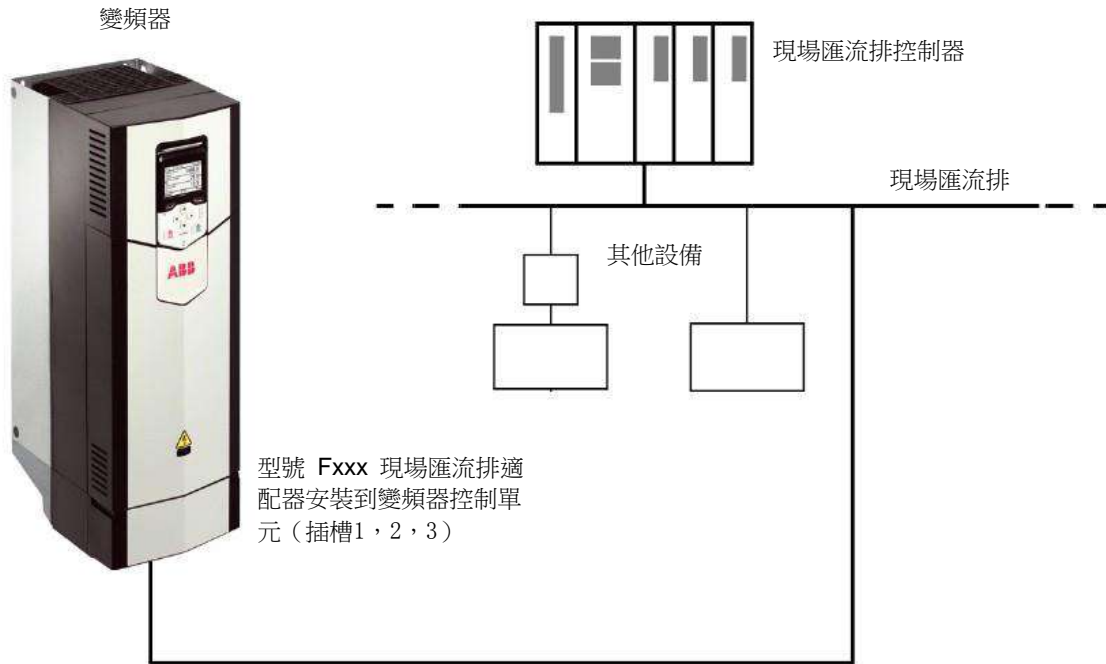 變頻器
現場匯流排控制器
現場匯流排
其他設備
ABB
型號 Fxxx 現場匯流排適
配器安裝到變頻器控制單
元（插槽1，2，3）